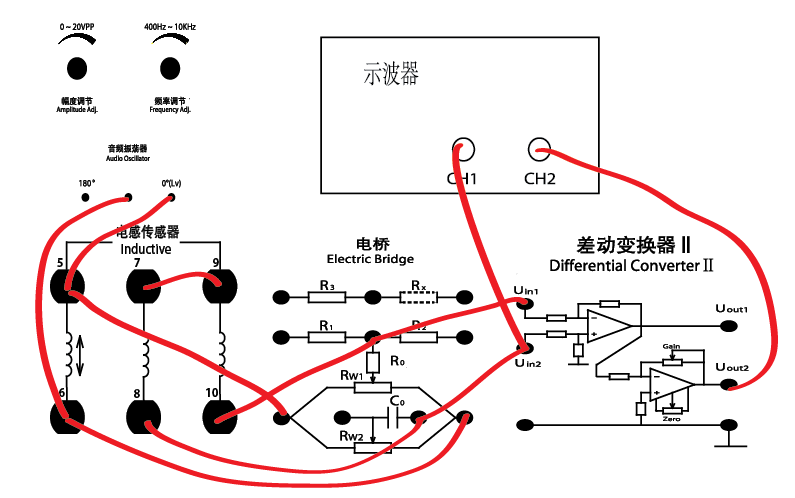 0 ~ 20VPP
400Hz ~ 10KHz
幅度调节
Amplitude Adj.
频率调节
Frequency Adj.
音频振荡器
Audio Oscillator
180°
0°(Lv)
示波器
CH1
CH2
电感传感器
Inductive
5
7
9
6
8
10
电桥
Electric Bridge
R3
Rx
R1
R2
R0
RW1
C0
RW2
差动变换器Ⅱ
Differential Converter Ⅱ
Uin1
Uin2
Uout1
Gain
Uout2
Zero